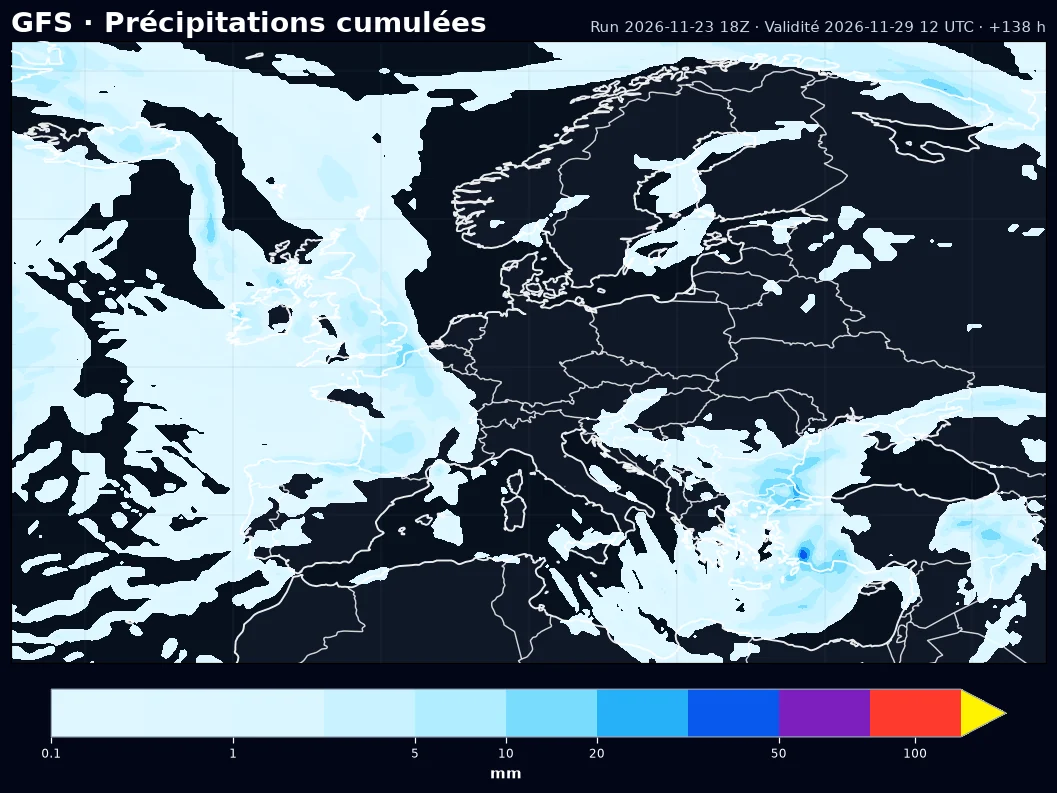 GFS · Précipitations cumulées
Run 2026-11-23 18Z · Validité 2026-11-29 12 UTC · +138 h
0.1 1 5 10 20 50 100
mm